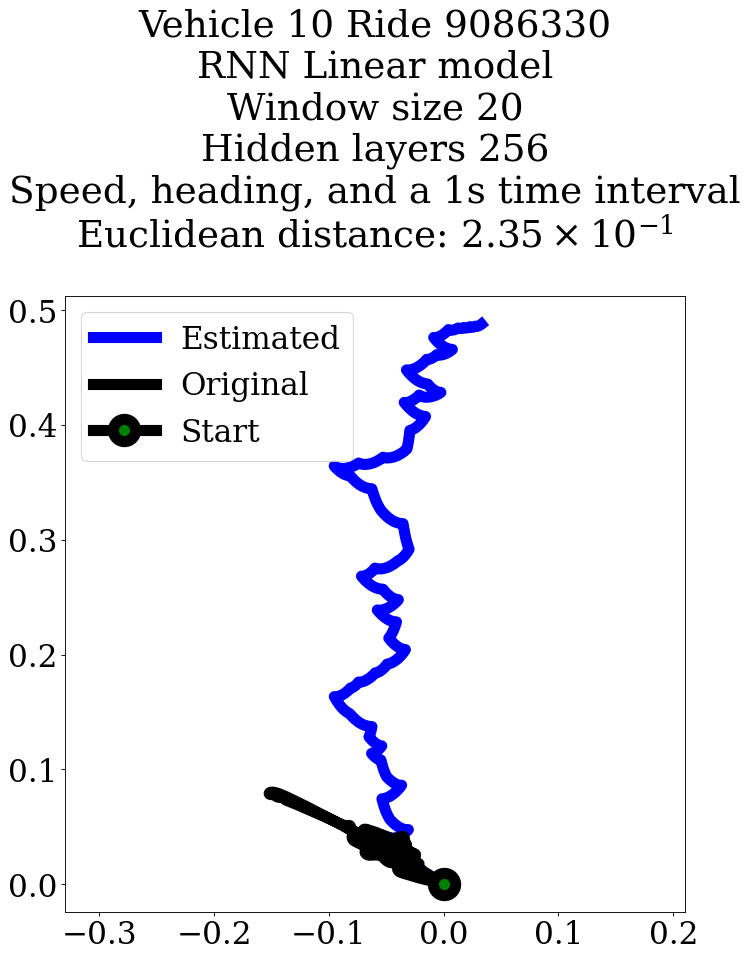 Vehicle 10 Ride 9086330
RNN Linear model
Window size 20
Hidden layers 256
Speed, heading, and a 1s time interval
Euclidean distance: 2.35 × 10⁻¹
0.5
Estimated
Original
0.4
Start
0.3
0.2
0.1
0.0
−0.3 −0.2 −0.1 0.0 0.1 0.2